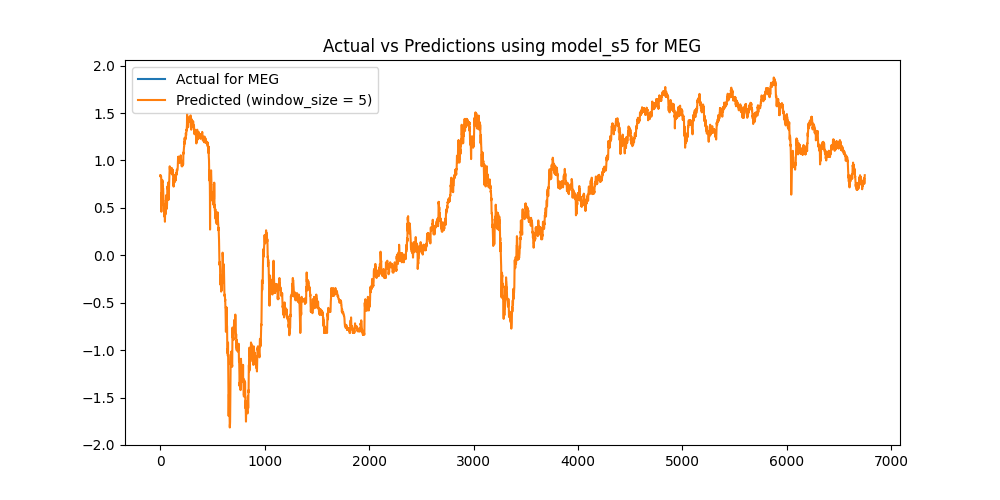 Actual vs Predictions using model_s5 for MEG
2.0
Actual for MEG
Predicted (window_size = 5)
1.5
1.0
0.5
0.0
−0.5
−1.0
−1.5
−2.0
0 1000 2000 3000 4000 5000 6000 7000